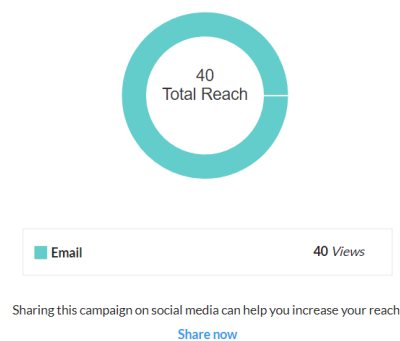 40
Total Reach
Email 40 Views
Sharing this campaign on social media can help you increase your reach
Share now